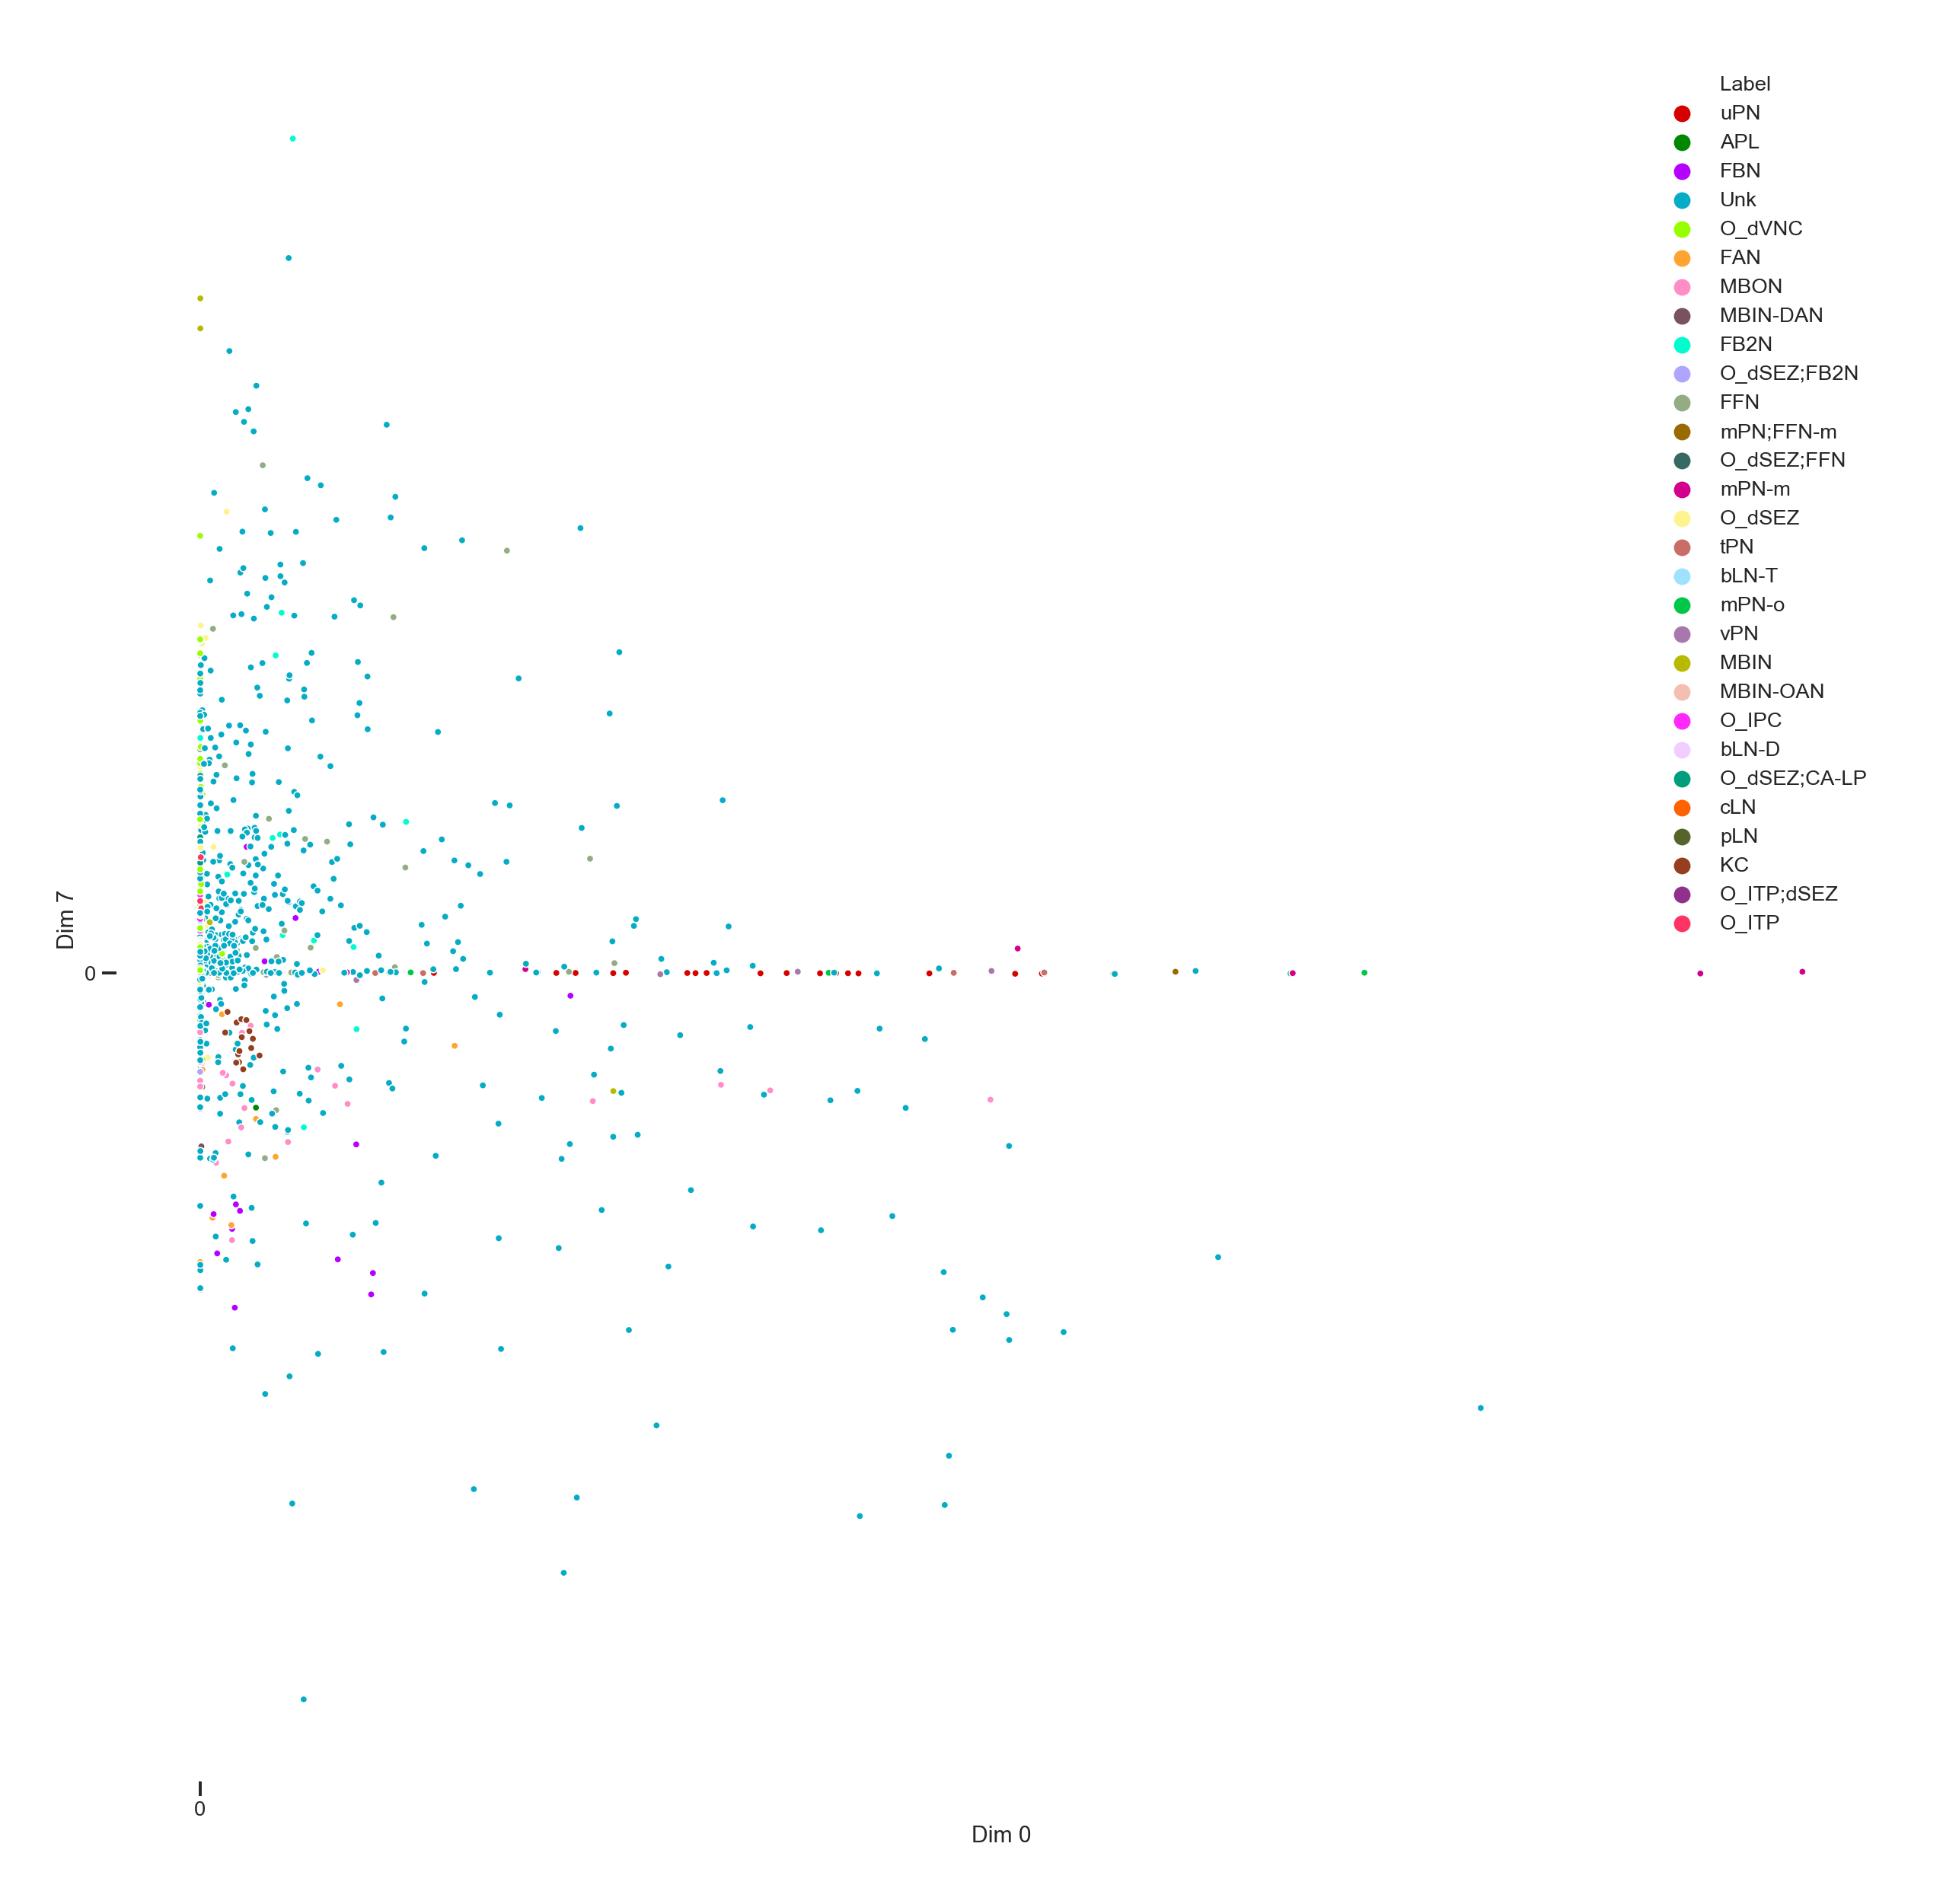 Label
uPN
APL
FBN
Unk
O_dVNC
FAN
MBON
MBIN-DAN
FB2N
O_dSEZ;FB2N
FFN
mPN;FFN-m
O_dSEZ;FFN
mPN-m
O_dSEZ
tPN
bLN-T
mPN-o
vPN
MBIN
MBIN-OAN
O_IPC
bLN-D
O_dSEZ;CA-LP
cLN
pLN
KC
O_ITP;dSEZ
O_ITP
Dim 7
0
0
Dim 0